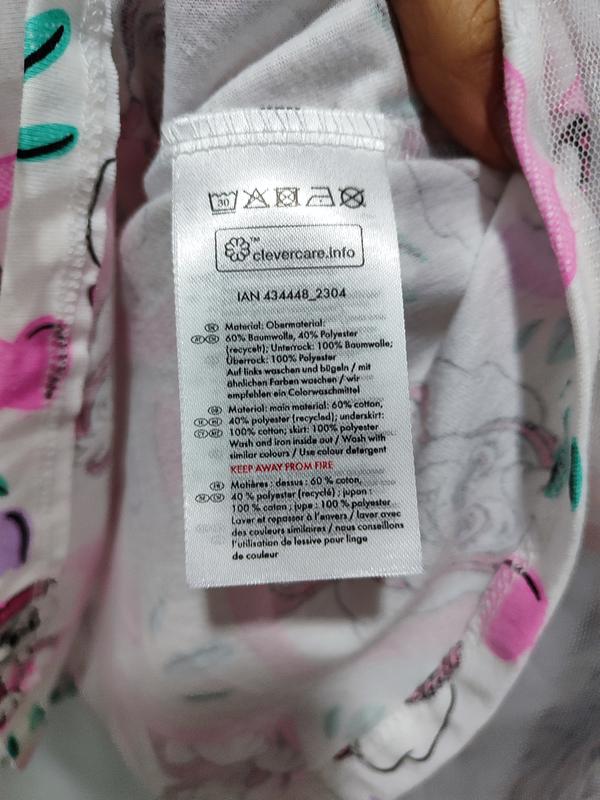 30
clevercare.info™
IAN 434448_2304
DE Material: Obermaterial:
60% Baumwolle, 40% Polyester
(recycelt); Unterrock: 100% Baumwolle;
Überrock: 100% Polyester
Auf links waschen und bügeln / mit
ähnlichen Farben waschen / wir
empfehlen ein Colorwaschmittel
Material: main material: 60% cotton,
40% polyester (recycled); underskirt:
100% cotton; skirt: 100% polyester
Wash and iron inside out / Wash with
similar colours / Use colour detergent
KEEP AWAY FROM FIRE
Matières : dessus : 60 % coton,
40 % polyester (recyclé) ; jupon :
100 % coton ; jupe : 100 % polyester
Laver et repasser à l'envers / laver avec
des couleurs similaires / nous conseillons
l'utilisation de lessive pour linge
de couleur